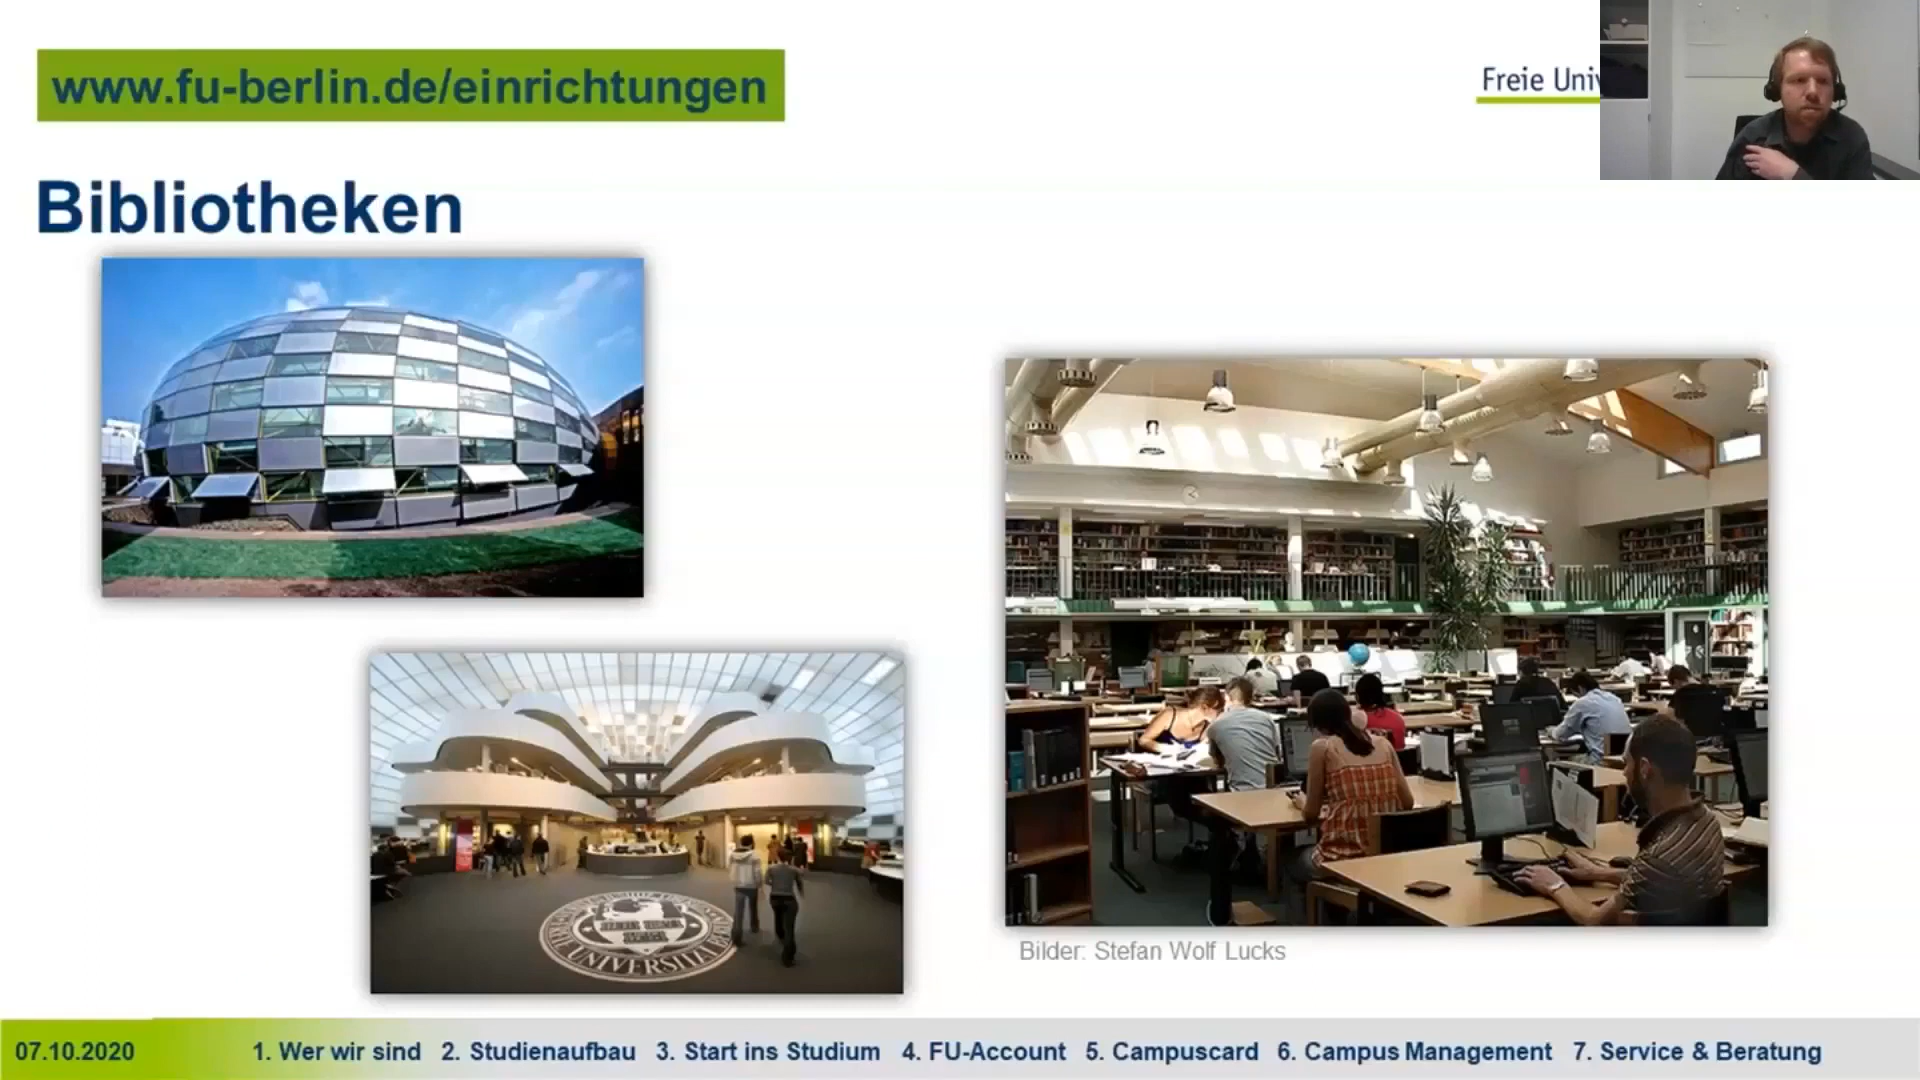 www.fu-berlin.de/einrichtungen
Freie Univ
Bibliotheken
Bilder: Stefan Wolf Lucks
07.10.2020 1. Wer wir sind 2. Studienaufbau 3. Start ins Studium 4. FU-Account 5. Campuscard 6. Campus Management 7. Service & Beratung